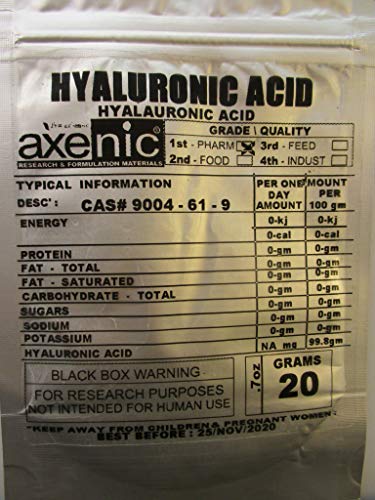 HYALURONIC ACID
HYALAURONIC ACID
axenic
RESEARCH & FORMULATION MATERIALS
GRADE \ QUALITY
1st - PHARM 3rd - FEED
2nd - FOOD 4th - INDUST
TYPICAL INFORMATION PER ONE DAY AMOUNT AMOUNT PER 100 gm
DESC': CAS# 9004 - 61 - 9
ENERGY 0-kj 0-kj
0-cal 0-cal
PROTEIN 0-gm 0-gm
FAT - TOTAL 0-gm 0-gm
FAT - SATURATED 0-gm 0-gm
CARBOHYDRATE - TOTAL 0-gm 0-gm
SUGARS 0-gm 0-gm
SODIUM 0-gm 0-gm
POTASSIUM 0-gm 0-gm
HYALURONIC ACID NA mg 99.8gm
BLACK BOX WARNING
FOR RESEARCH PURPOSES
NOT INTENDED FOR HUMAN USE
.7oz
GRAMS
20
"KEEP AWAY FROM CHILDREN & PREGNANT WOMEN"
BEST BEFORE : 25/NOV/2020